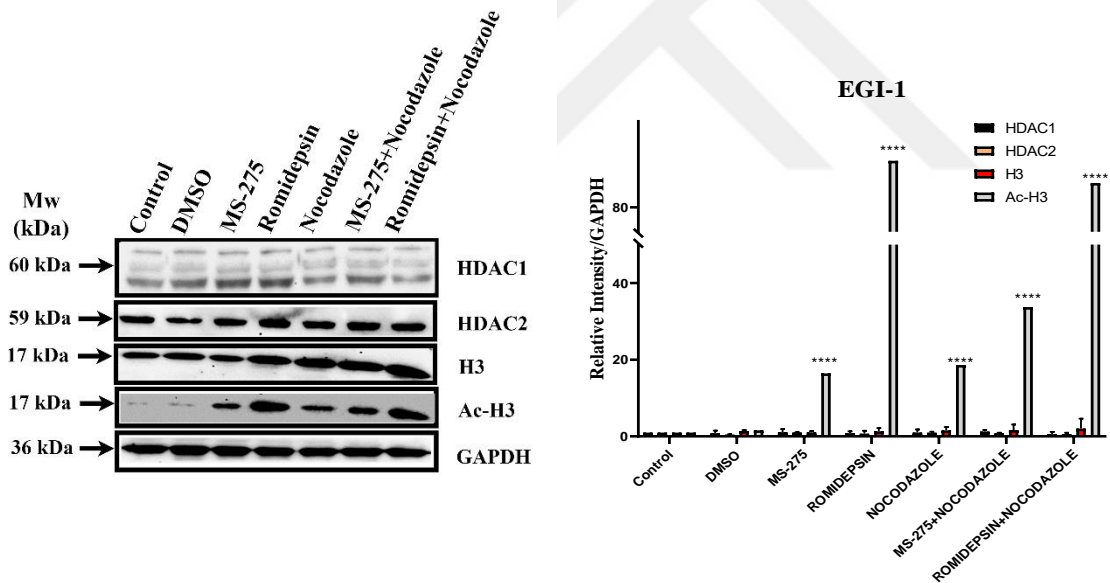 Control
DMSO
MS-275
Romidepsin
Nocodazole
MS-275+Nocodazole
Romidepsin+Nocodazole
Mw
(kDa)
60 kDa
HDAC1
59 kDa
HDAC2
17 kDa
H3
17 kDa
Ac-H3
36 kDa
GAPDH
EGI-1
HDAC1
HDAC2
H3
Ac-H3
Relative Intensity/GAPDH
80
40
20
0
****
****
****
****
****
Control
DMSO
MS-275
ROMIDEPSIN
NOCODAZOLE
MS-275+NOCODAZOLE
ROMIDEPSIN+NOCODAZOLE